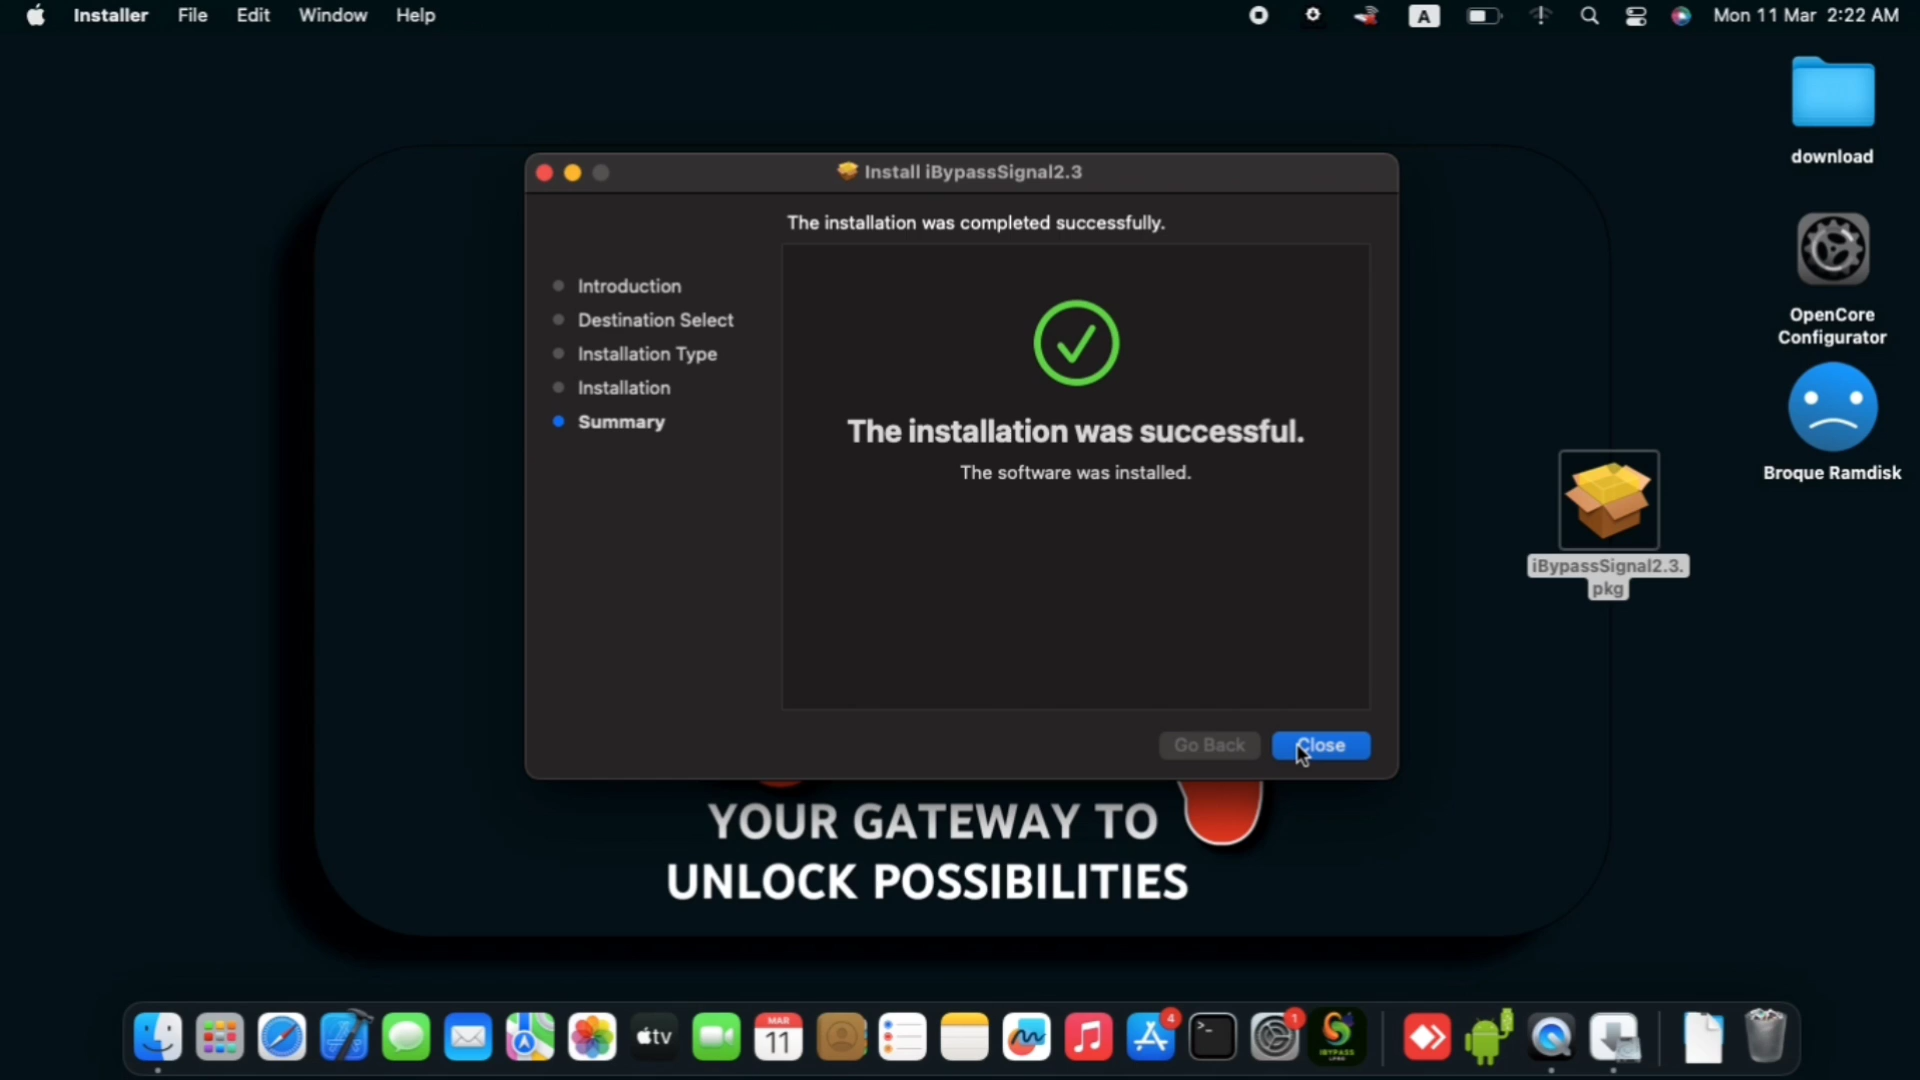 Installer File Edit Window Help
A
Mon 11 Mar 2:22 AM
download
OpenCore
Configurator
Broque Ramdisk
iBypassSignal2.3.
pkg
Install iBypassSignal2.3
The installation was completed successfully.
Introduction
Destination Select
Installation Type
Installation
Summary
The installation was successful.
The software was installed.
Go Back
Close
YOUR GATEWAY TO
UNLOCK POSSIBILITIES
tv
MAR
11
4
>_
1
IBYPASS
LPRO